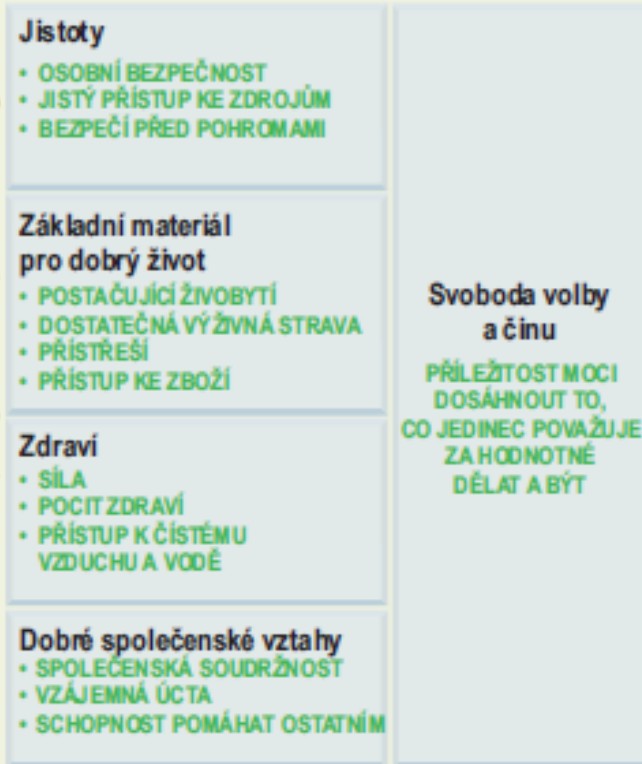 Jistoty
• OSOBNÍ BEZPEČNOST
• JISTÝ PŘÍSTUP KE ZDROJŮM
• BEZPEČÍ PŘED POHROMAMI
Základní materiál
pro dobrý život
• POSTAČUJÍCÍ ŽIVOBYTÍ
• DOSTATEČNÁ VÝŽIVNÁ STRAVA
• PŘÍSTŘEŠÍ
• PŘÍSTUP KE ZBOŽÍ
Zdraví
• SÍLA
• POCIT ZDRAVÍ
• PŘÍSTUP K ČÍSTÉMU
VZDUCHU A VODĚ
Dobré společenské vztahy
• SPOLEČENSKÁ SOUDRŽNOST
• VZÁJEMNÁ ÚCTA
• SCHOPNOST POMÁHAT OSTATNÍM
Svoboda volby
a činu
PŘÍLEŽITOST MOCI
DOSÁHNOUT TO,
CO JEDINEC POVAŽUJE
ZA HODNOTNÉ
DĚLAT A BÝT